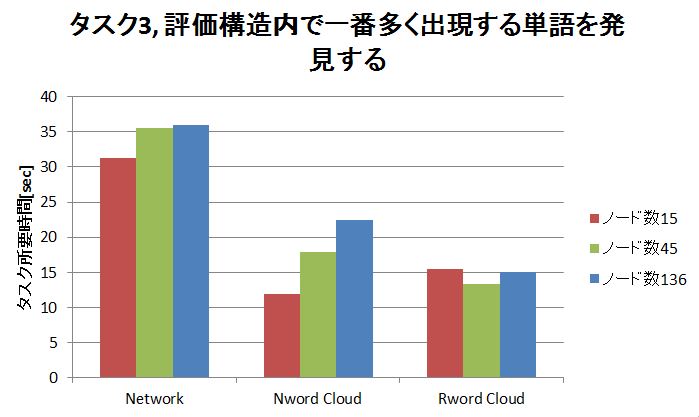 タスク3, 評価構造内で一番多く出現する単語を発
見する
タスク所要時間[sec]
40
35
30
25
20
15
10
5
0
Network
Nword Cloud
Rword Cloud
ノード数15
ノード数45
ノード数136